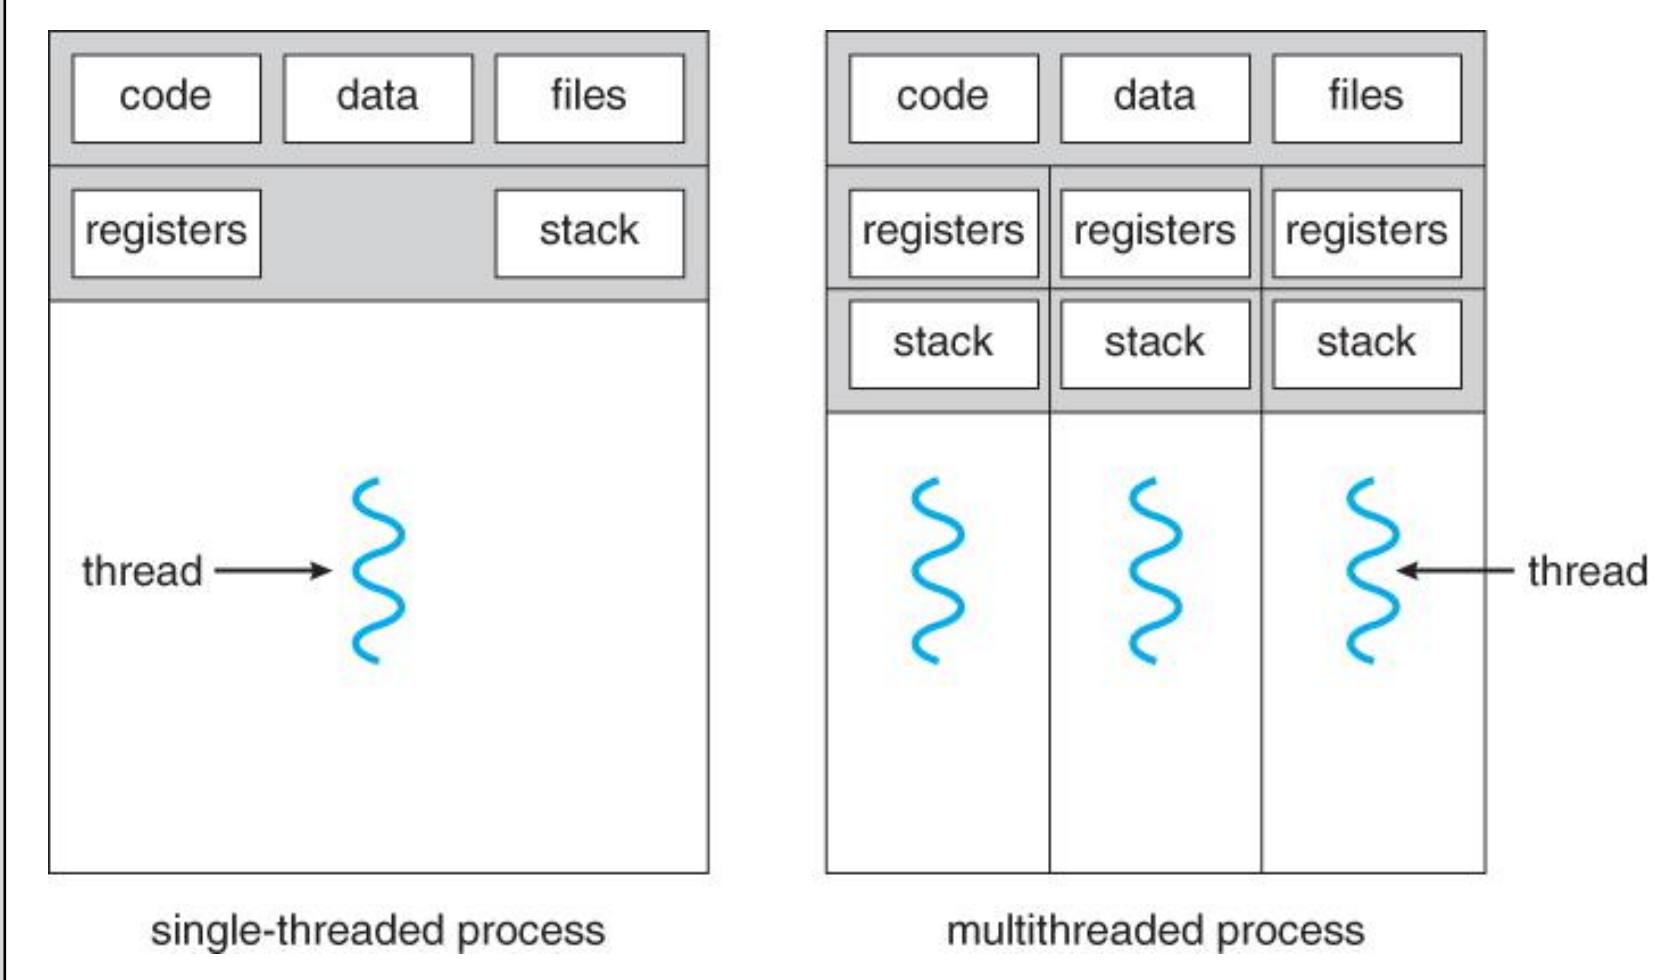 code data files
registers stack
thread
single-threaded process
code data files
registers registers registers
stack stack stack
thread
multithreaded process